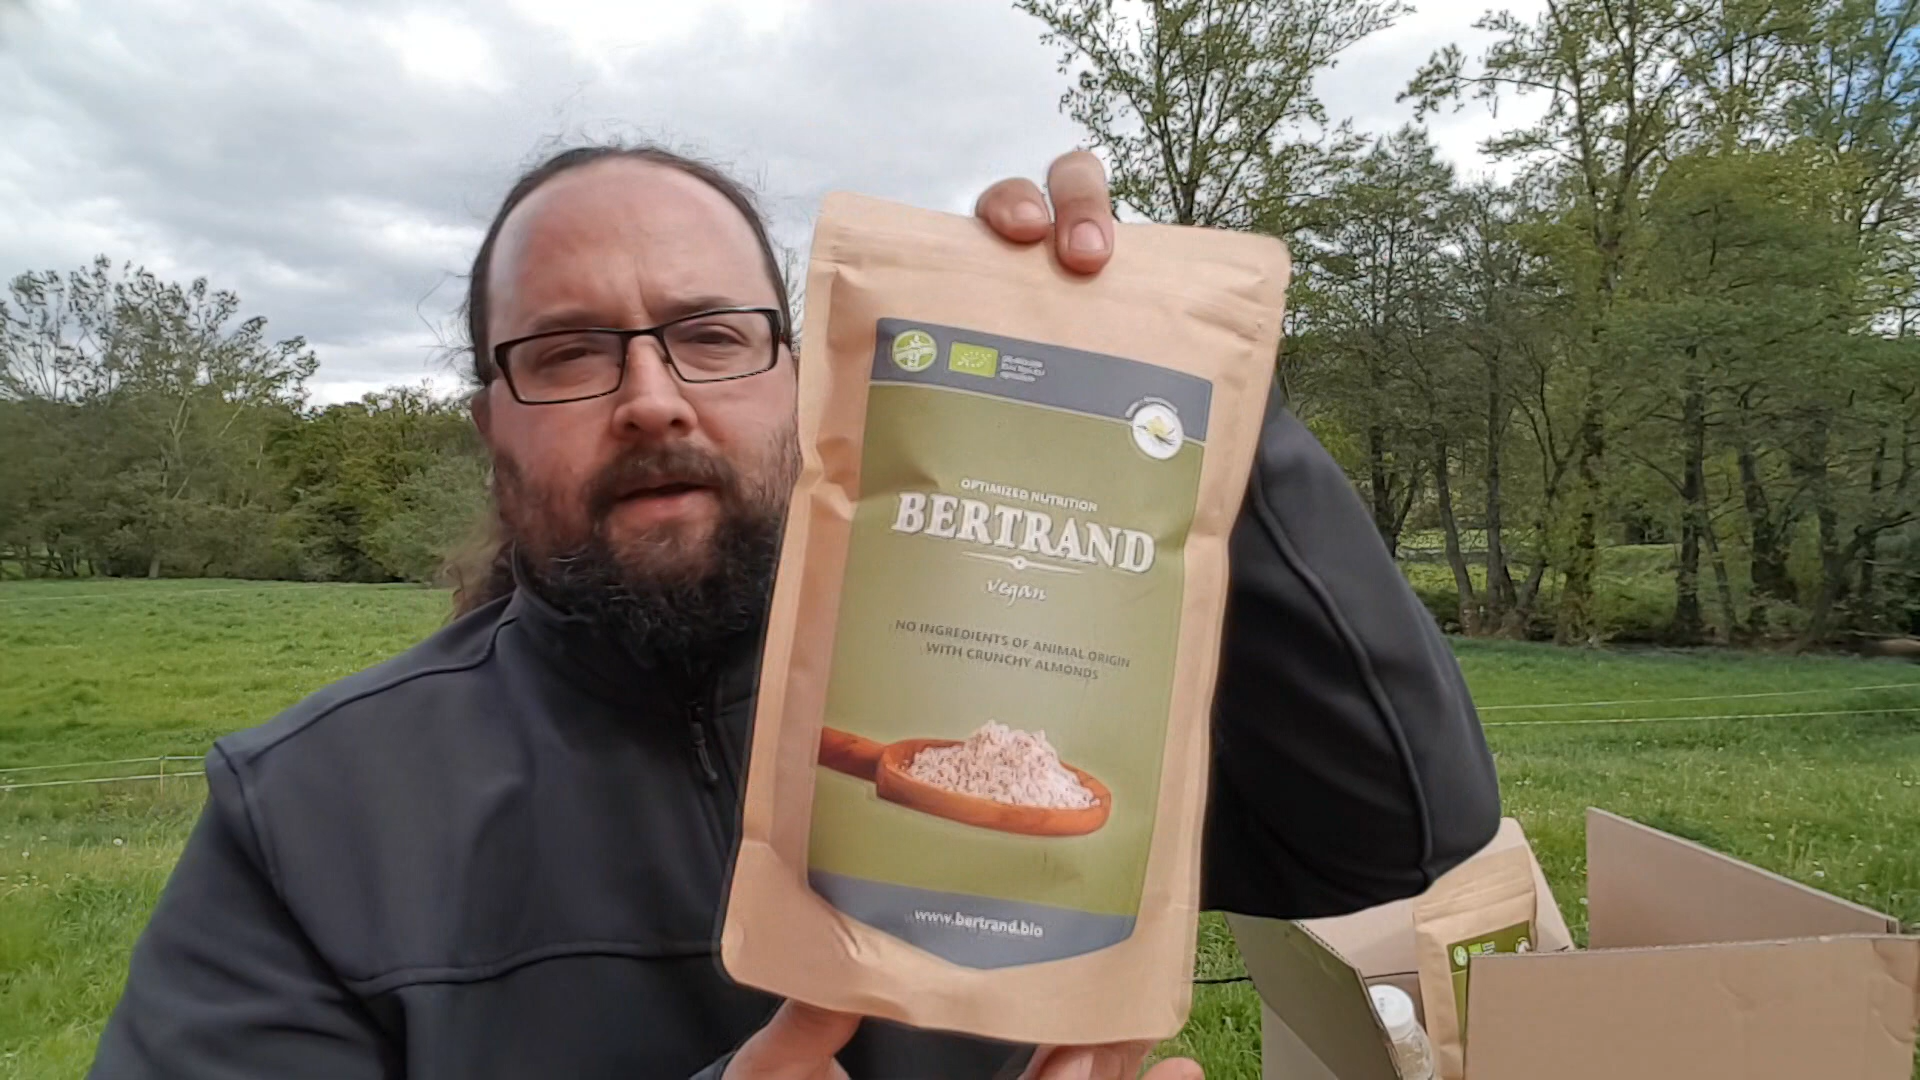 OPTIMIZED NUTRITION
BERTRAND
vegan
NO INGREDIENTS OF ANIMAL ORIGIN
WITH CRUNCHY ALMONDS
www.bertrand.bio